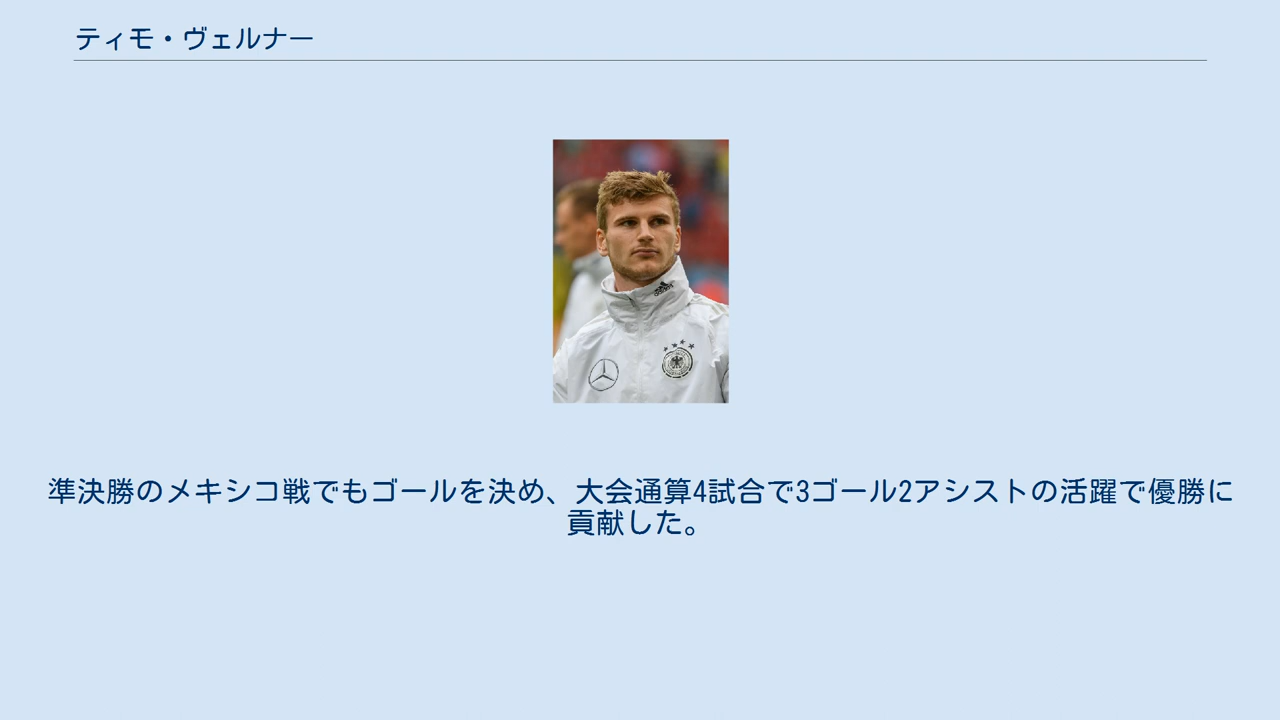 ティモ・ヴェルナー
準決勝のメキシコ戦でもゴールを決め、大会通算4試合で3ゴール2アシストの活躍で優勝に
貢献した。